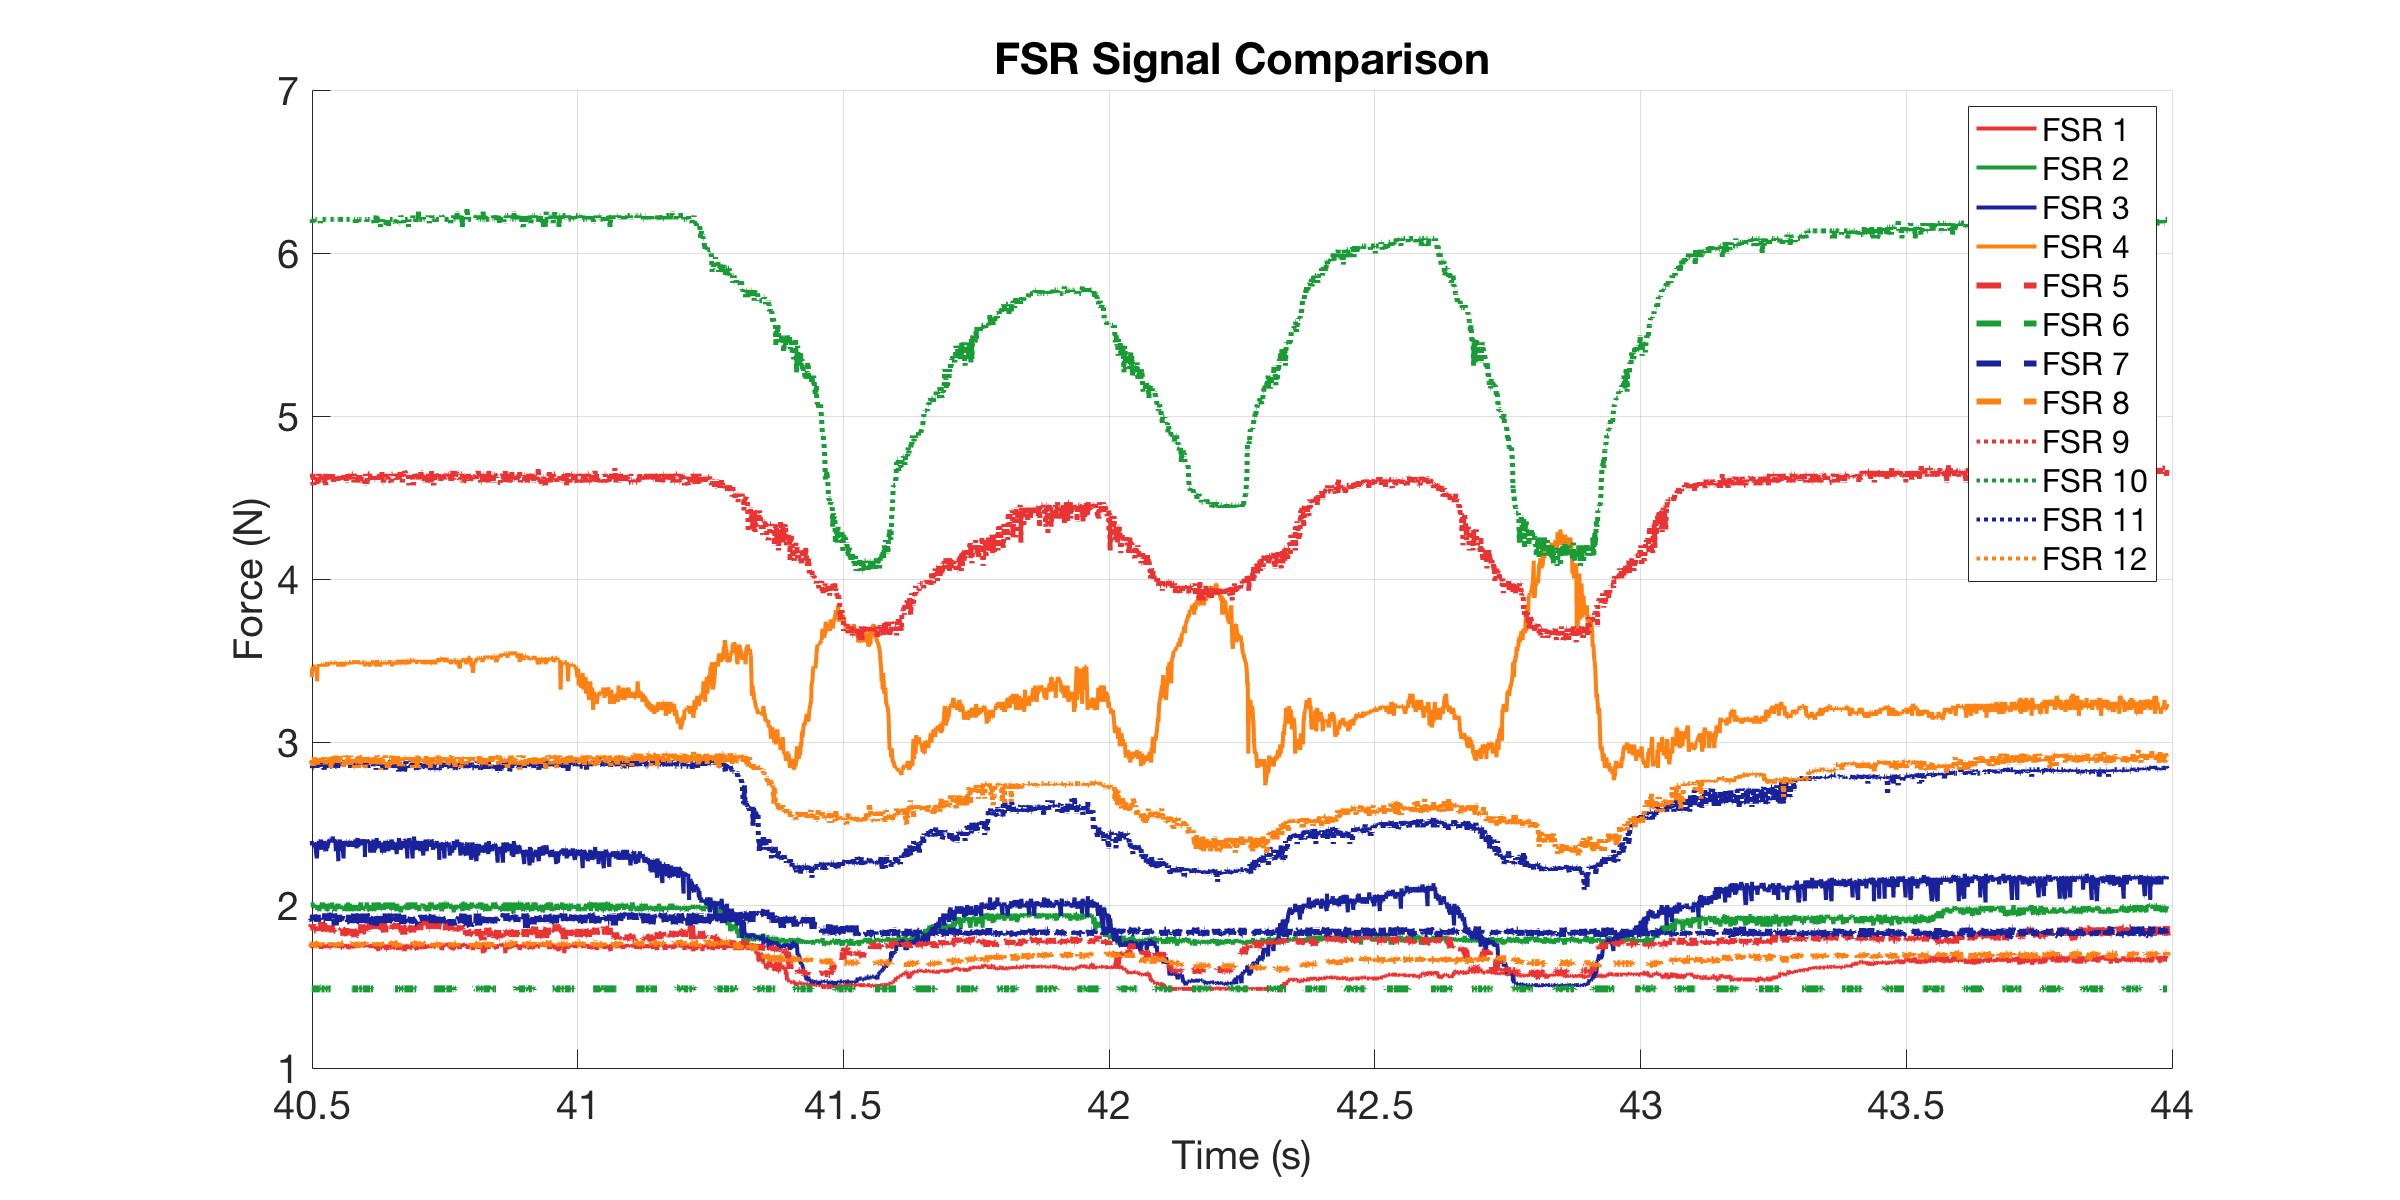 FSR Signal Comparison
7
6
5
4
3
2
1
Force (N)
40.5 41 41.5 42 42.5 43 43.5 44
Time (s)
FSR 1
FSR 2
FSR 3
FSR 4
FSR 5
FSR 6
FSR 7
FSR 8
FSR 9
FSR 10
FSR 11
FSR 12